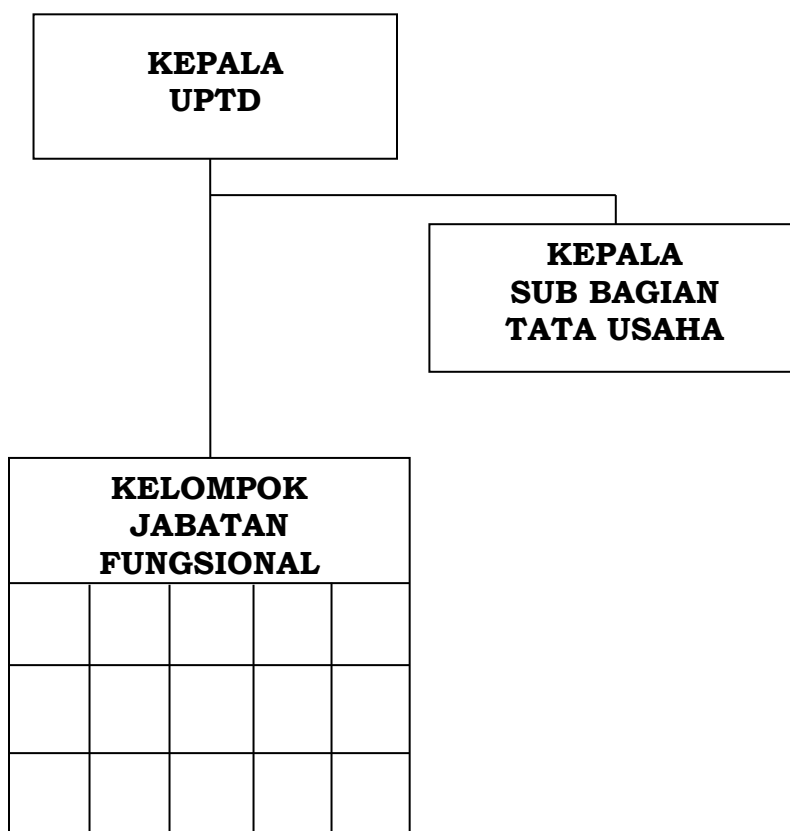 KEPALA
UPTD
KEPALA
SUB BAGIAN
TATA USAHA
KELOMPOK
JABATAN
FUNGSIONAL